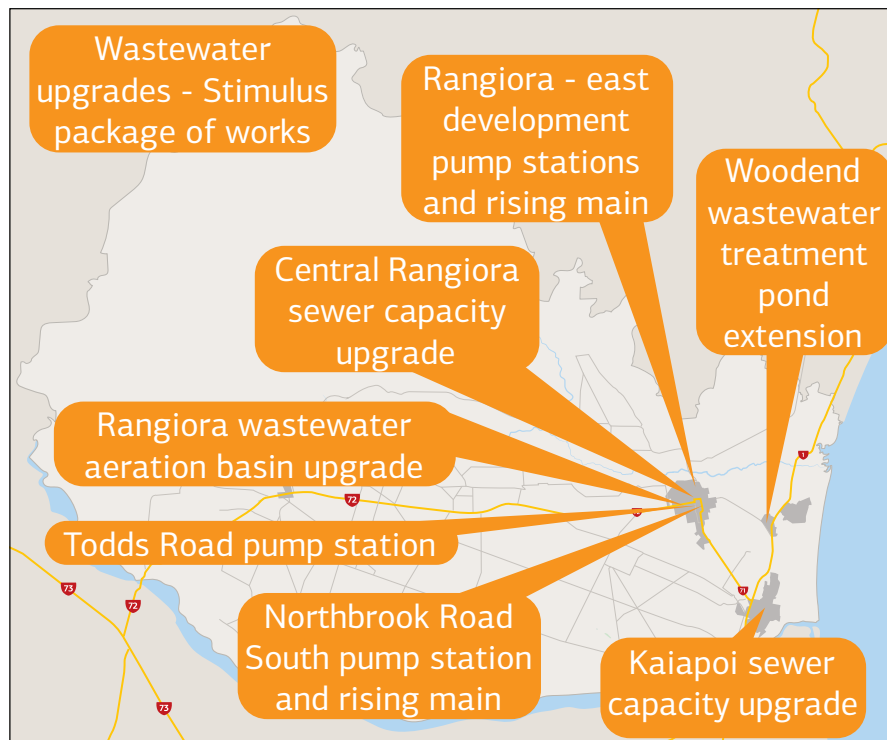 Wastewater
upgrades - Stimulus
package of works
Rangiora - east
development
pump stations
and rising main
Woodend
wastewater
treatment
pond
extension
Central Rangiora
sewer capacity
upgrade
Rangiora wastewater
aeration basin upgrade
Todds Road pump station
Northbrook Road
South pump station
and rising main
Kaiapoi sewer
capacity upgrade
1
72
71
73
72
73